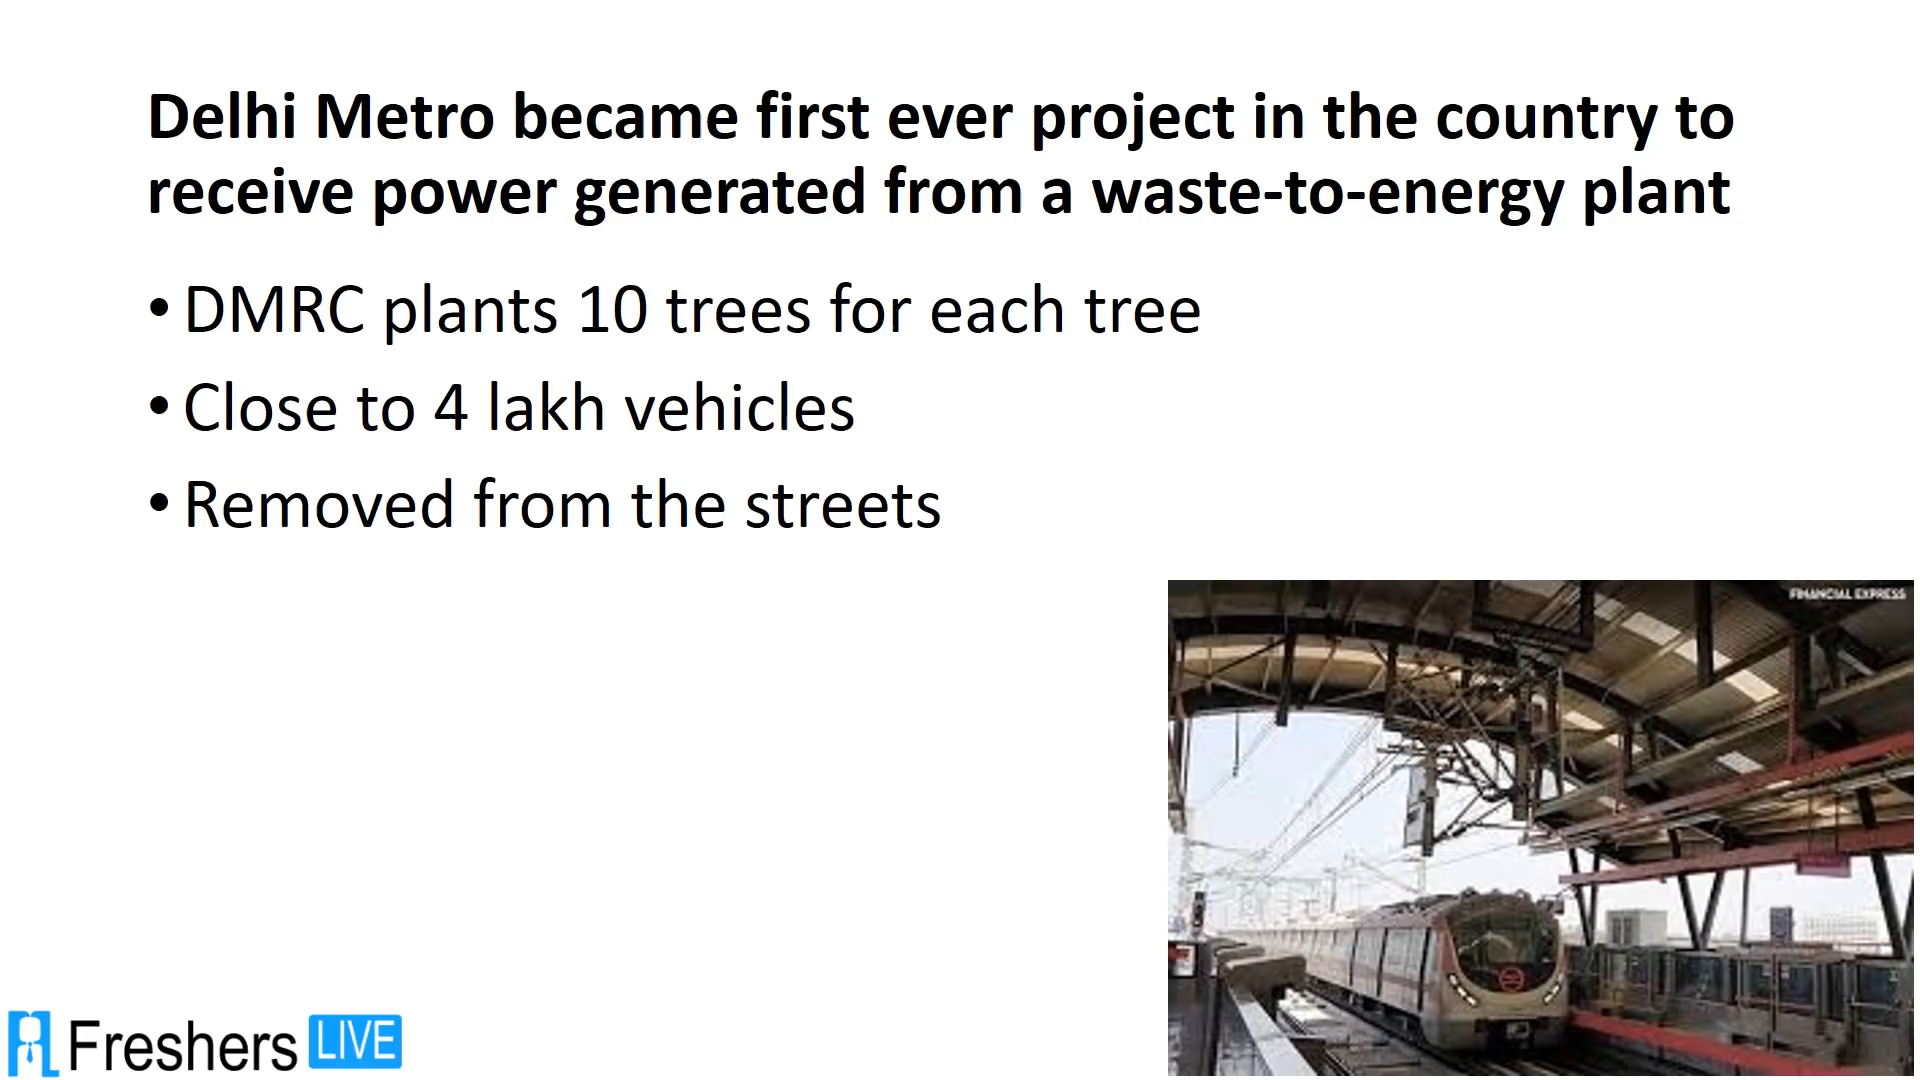 Delhi Metro became first ever project in the country to
receive power generated from a waste-to-energy plant
• DMRC plants 10 trees for each tree
• Close to 4 lakh vehicles
• Removed from the streets
FINANCIAL EXPRESS
Freshers LIVE